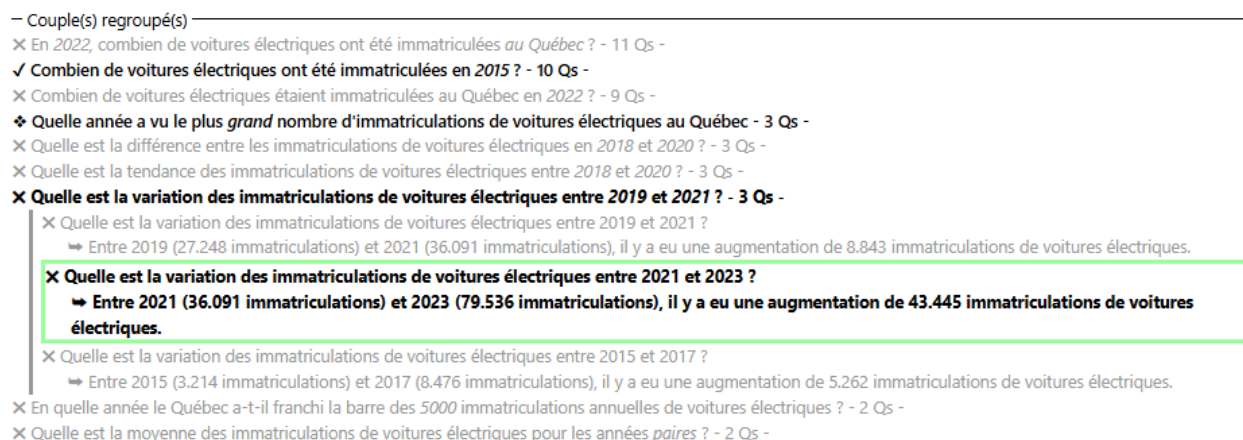 — Couple(s) regroupé(s)
✕ En 2022, combien de voitures électriques ont été immatriculées au Québec ? - 11 Qs -
✓ Combien de voitures électriques ont été immatriculées en 2015 ? - 10 Qs -
✕ Combien de voitures électriques étaient immatriculées au Québec en 2022 ? - 9 Qs -
❖ Quelle année a vu le plus grand nombre d'immatriculations de voitures électriques au Québec - 3 Qs -
✕ Quelle est la différence entre les immatriculations de voitures électriques en 2018 et 2020 ? - 3 Qs -
✕ Quelle est la tendance des immatriculations de voitures électriques entre 2018 et 2020 ? - 3 Qs -
✕ Quelle est la variation des immatriculations de voitures électriques entre 2019 et 2021 ? - 3 Qs -
✕ Quelle est la variation des immatriculations de voitures électriques entre 2019 et 2021 ?
➥ Entre 2019 (27.248 immatriculations) et 2021 (36.091 immatriculations), il y a eu une augmentation de 8.843 immatriculations de voitures électriques.
✕ Quelle est la variation des immatriculations de voitures électriques entre 2021 et 2023 ?
➥ Entre 2021 (36.091 immatriculations) et 2023 (79.536 immatriculations), il y a eu une augmentation de 43.445 immatriculations de voitures
électriques.
✕ Quelle est la variation des immatriculations de voitures électriques entre 2015 et 2017 ?
➥ Entre 2015 (3.214 immatriculations) et 2017 (8.476 immatriculations), il y a eu une augmentation de 5.262 immatriculations de voitures électriques.
✕ En quelle année le Québec a-t-il franchi la barre des 5000 immatriculations annuelles de voitures électriques ? - 2 Qs -
✕ Quelle est la moyenne des immatriculations de voitures électriques pour les années paires ? - 2 Qs -